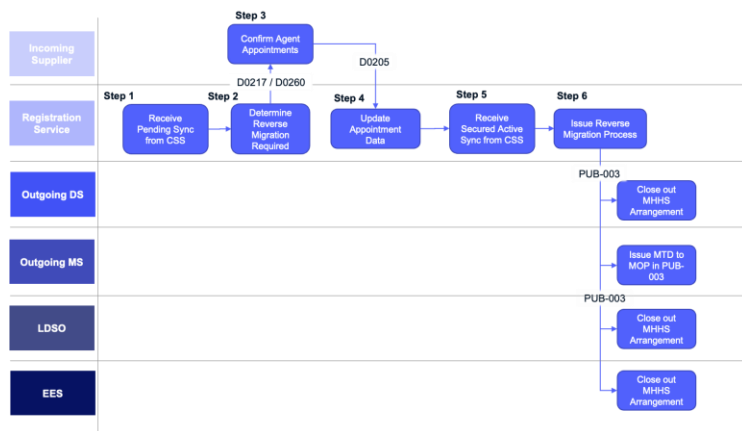 Step 3
Incoming
Supplier
Confirm Agent
Appointments
D0205
D0217 / D0260
Step 1
Step 2
Step 4
Step 5
Step 6
Registration
Service
Receive
Pending Sync
from CSS
Determine
Reverse
Migration
Required
Update
Appointment
Data
Receive
Secured Active
Sync from CSS
Issue Reverse
Migration Process
PUB-003
Outgoing DS
Close out
MHHS
Arrangement
Outgoing MS
Issue MTD to
MOP in PUB-
003
PUB-003
LDSO
Close out
MHHS
Arrangement
EES
Close out
MHHS
Arrangement